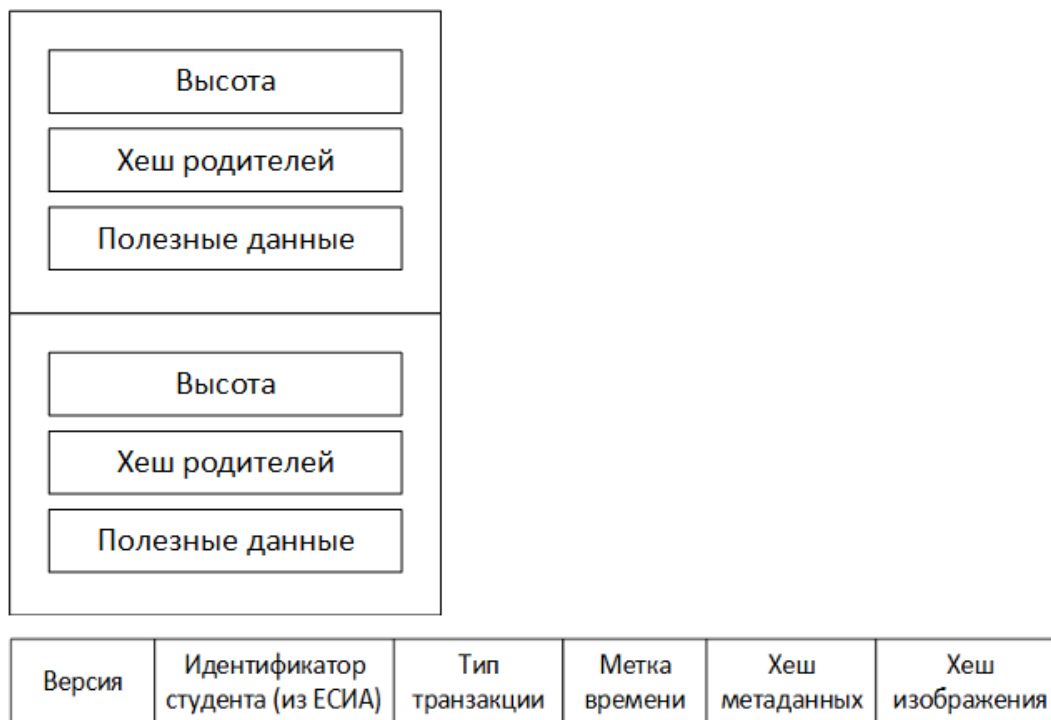 Высота
Хеш родителей
Полезные данные
Высота
Хеш родителей
Полезные данные
Версия
Идентификатор
студента (из ЕСИА)
Тип
транзакции
Метка
времени
Хеш
метаданных
Хеш
изображения